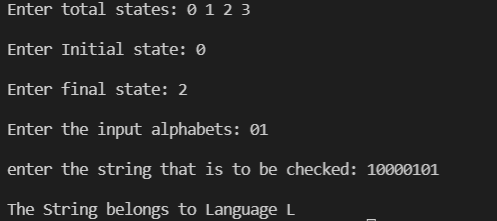 Enter total states: 0 1 2 3
Enter Initial state: 0
Enter final state: 2
Enter the input alphabets: 01
enter the string that is to be checked: 10000101
The String belongs to Language L